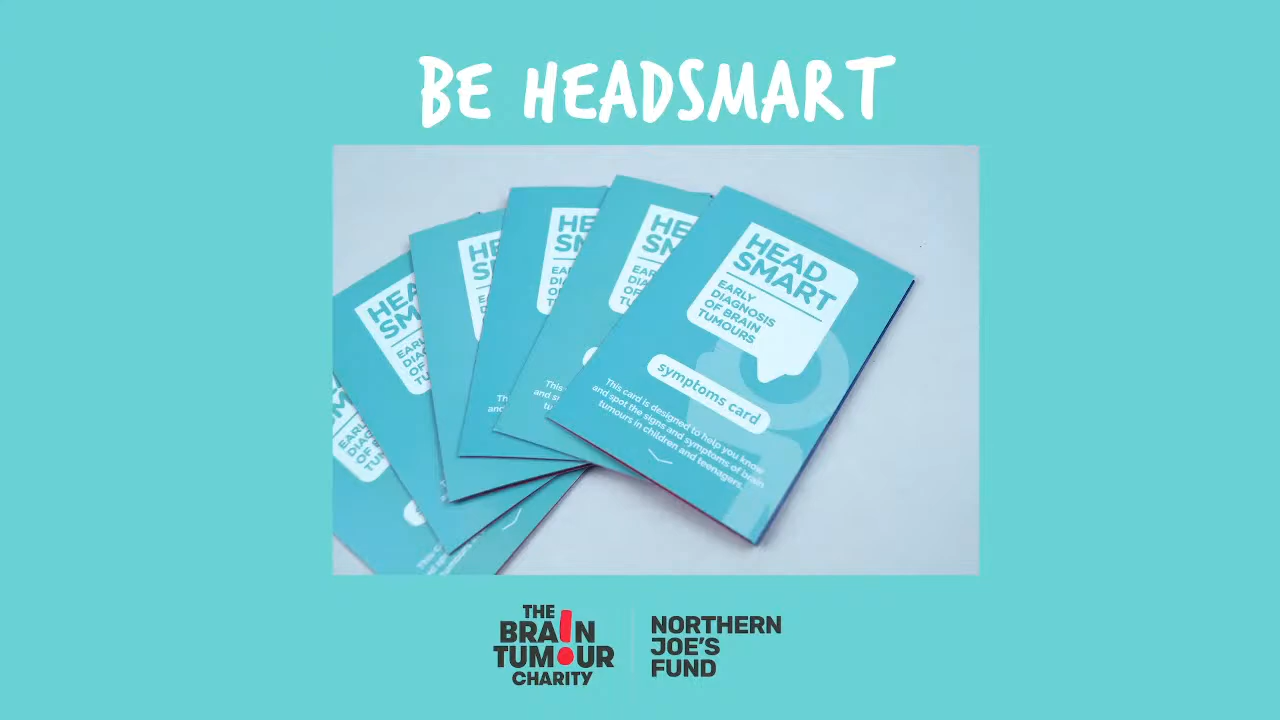 BE HEADSMART
HEAD
SMART
EARLY
DIAGNOSIS
OF BRAIN
TUMOURS
symptoms card
This card is designed to help you know
and spot the signs and symptoms of brain
tumours in children and teenagers.
THE
BRA!N
TUMOUR
CHARITY
NORTHERN
JOE'S
FUND